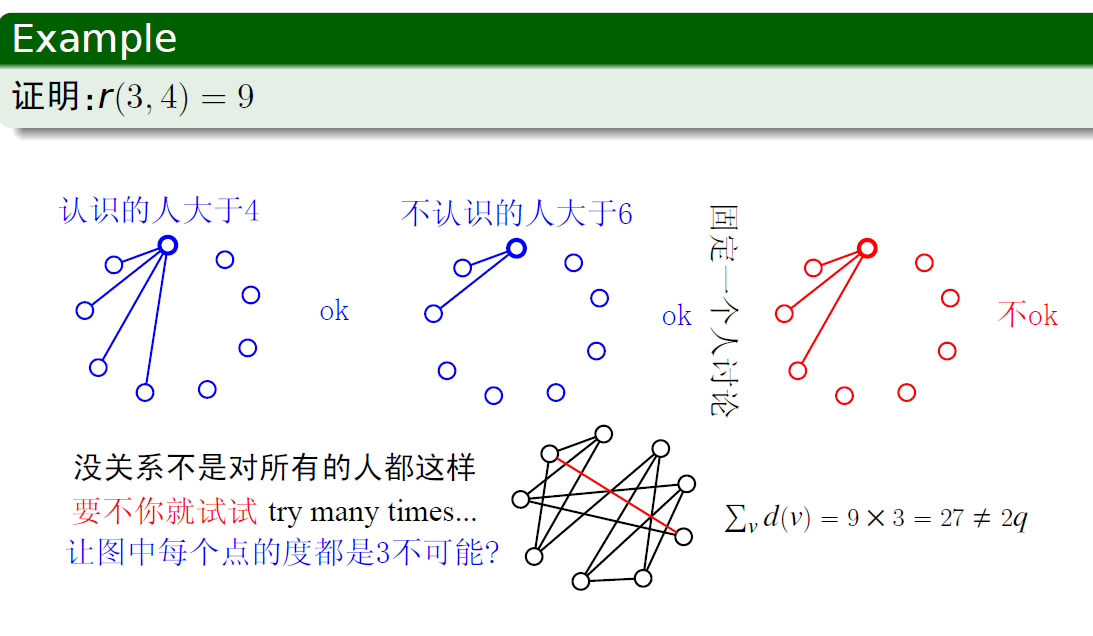 Example
证明:r(3, 4) = 9
认识的人大于4
ok
不认识的人大于6
ok
固定一个人讨论
不ok
没关系不是对所有的人都这样
要不你就试试 try many times...
让图中每个点的度都是3不可能?
∑ᵥ d(v) = 9 × 3 = 27 ≠ 2q